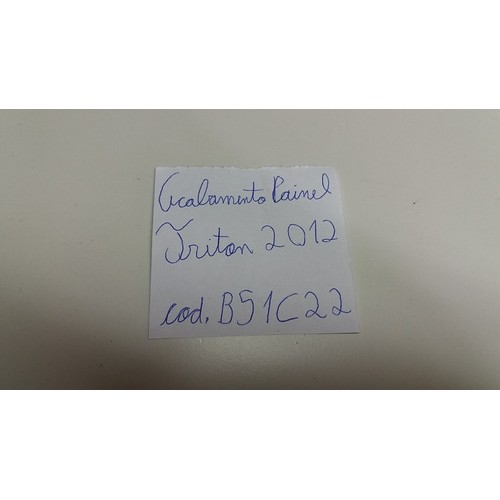 Acabamento Painel
Triton 2012
cod. B51C22